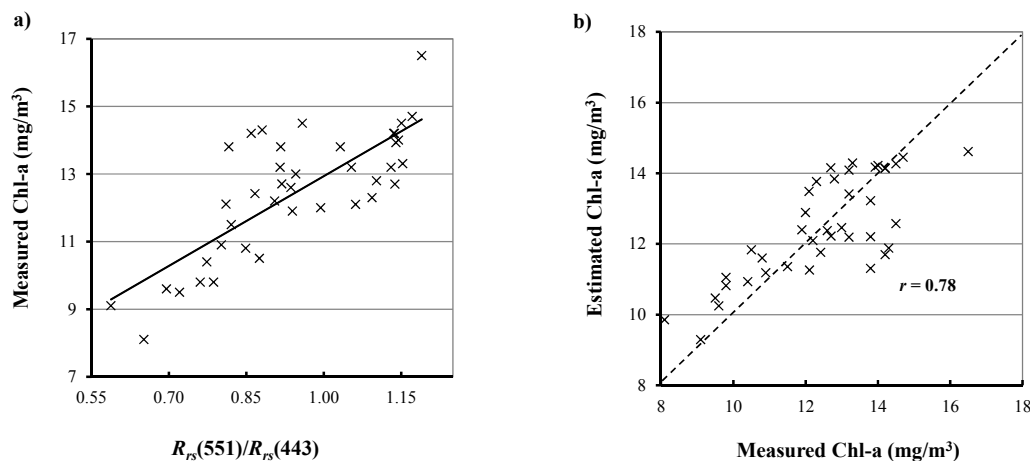 a)
Measured Chl-a (mg/m³)
17
15
13
11
9
7
0.55 0.70 0.85 1.00 1.15
Rrs(551)/Rrs(443)
b)
Estimated Chl-a (mg/m³)
18
16
14
12
10
8
r = 0.78
8 10 12 14 16 18
Measured Chl-a (mg/m³)